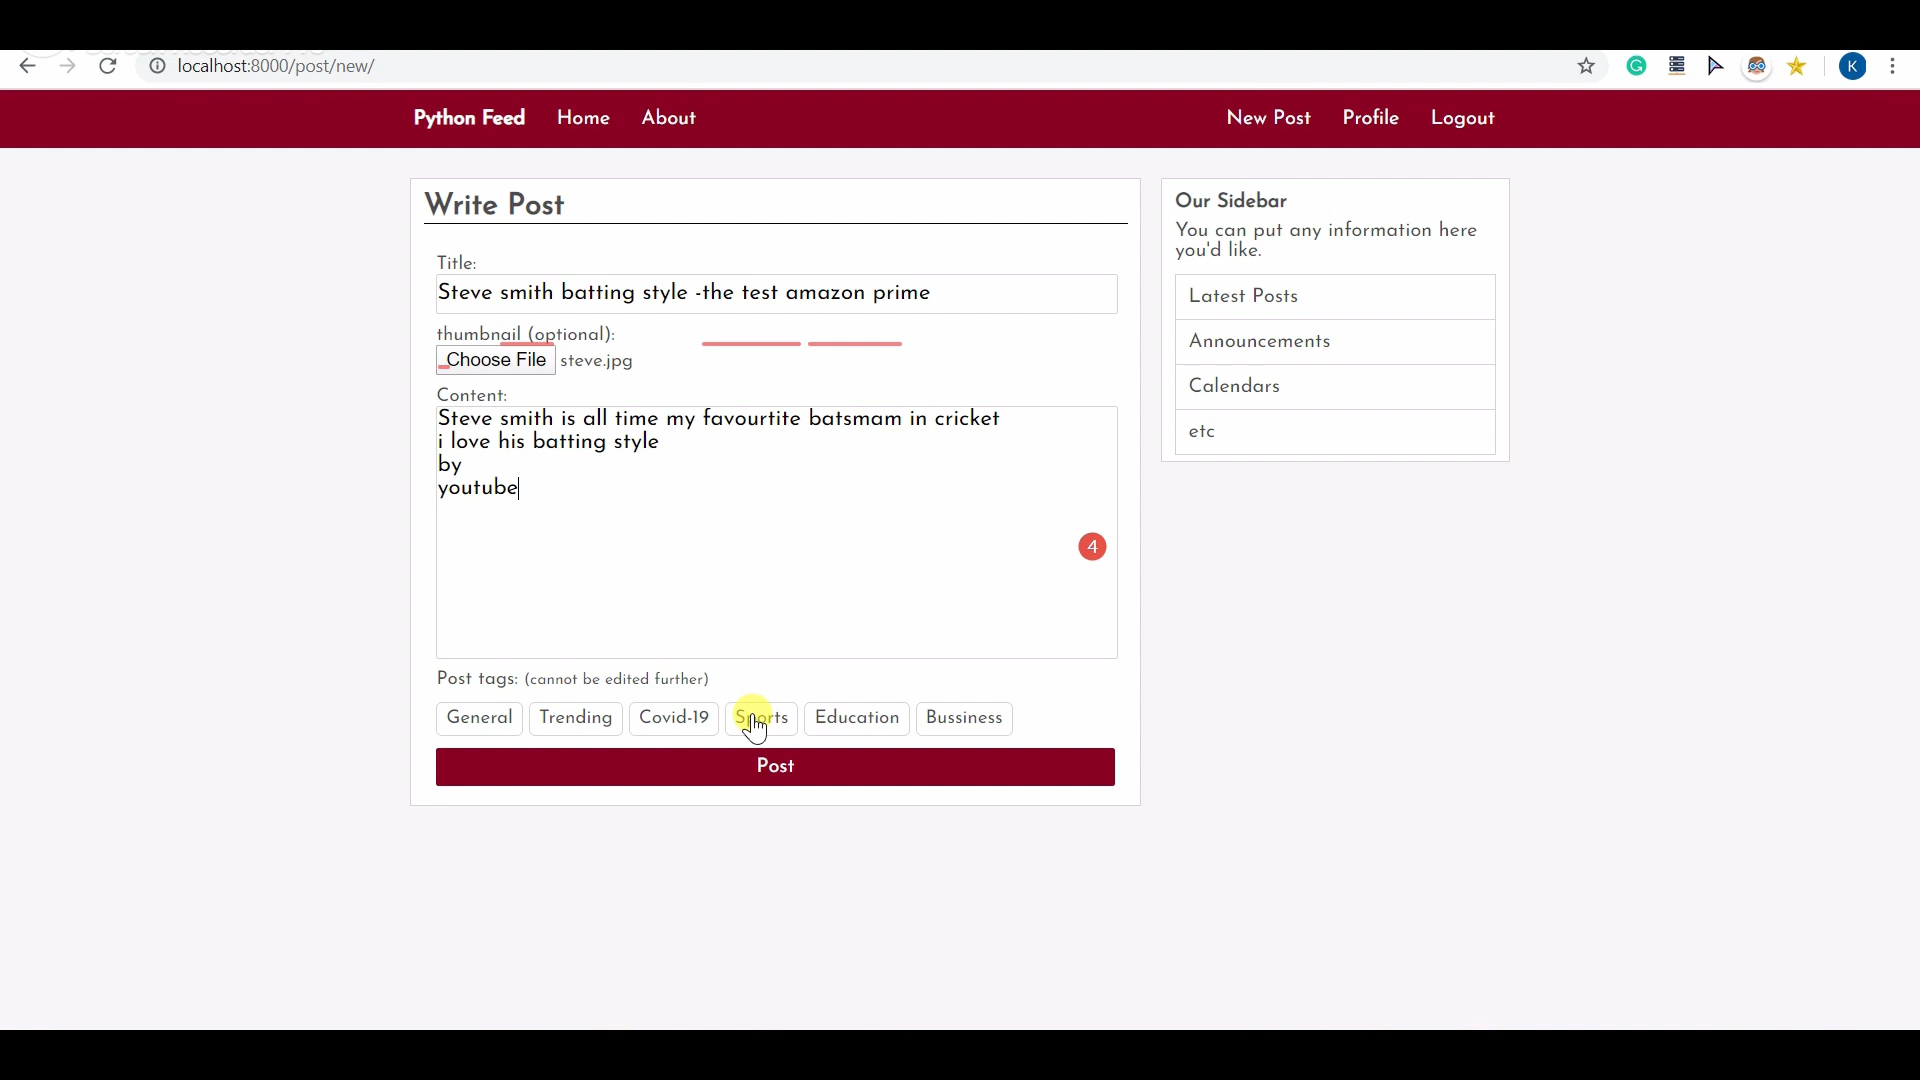 localhost:8000/post/new/
K
Python Feed Home About New Post Profile Logout
Write Post
Title:
Steve smith batting style -the test amazon prime
thumbnail (optional):
Choose File steve.jpg
Content:
Steve smith is all time my favourtite batsmam in cricket
i love his batting style
by
youtube
4
Post tags: (cannot be edited further)
General Trending Covid-19 Sports Education Bussiness
Post
Our Sidebar
You can put any information here
you'd like.
Latest Posts
Announcements
Calendars
etc